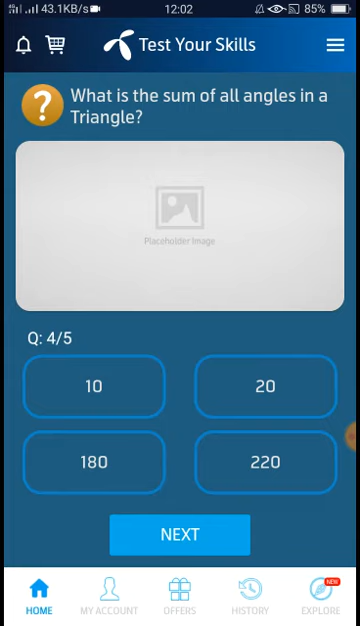 43.1KB/s 12:02 85%
Test Your Skills
What is the sum of all angles in a
Triangle?
Placeholder Image
Q: 4/5
10 20
180 220
NEXT
NEW
HOME MY ACCOUNT OFFERS HISTORY EXPLORE